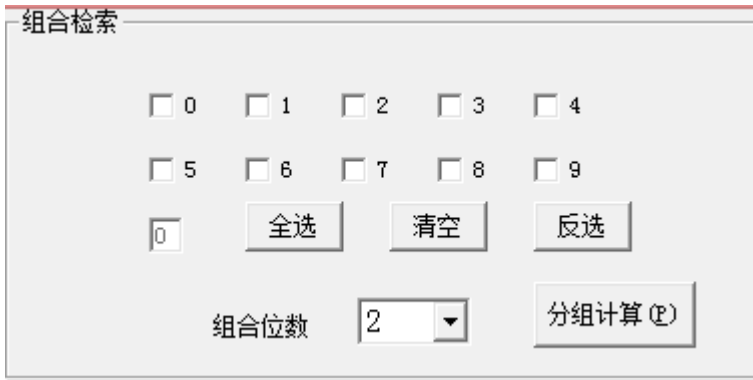 组合检索
0 1 2 3 4
5 6 7 8 9
0 全选 清空 反选
组合位数 2 分组计算(P)